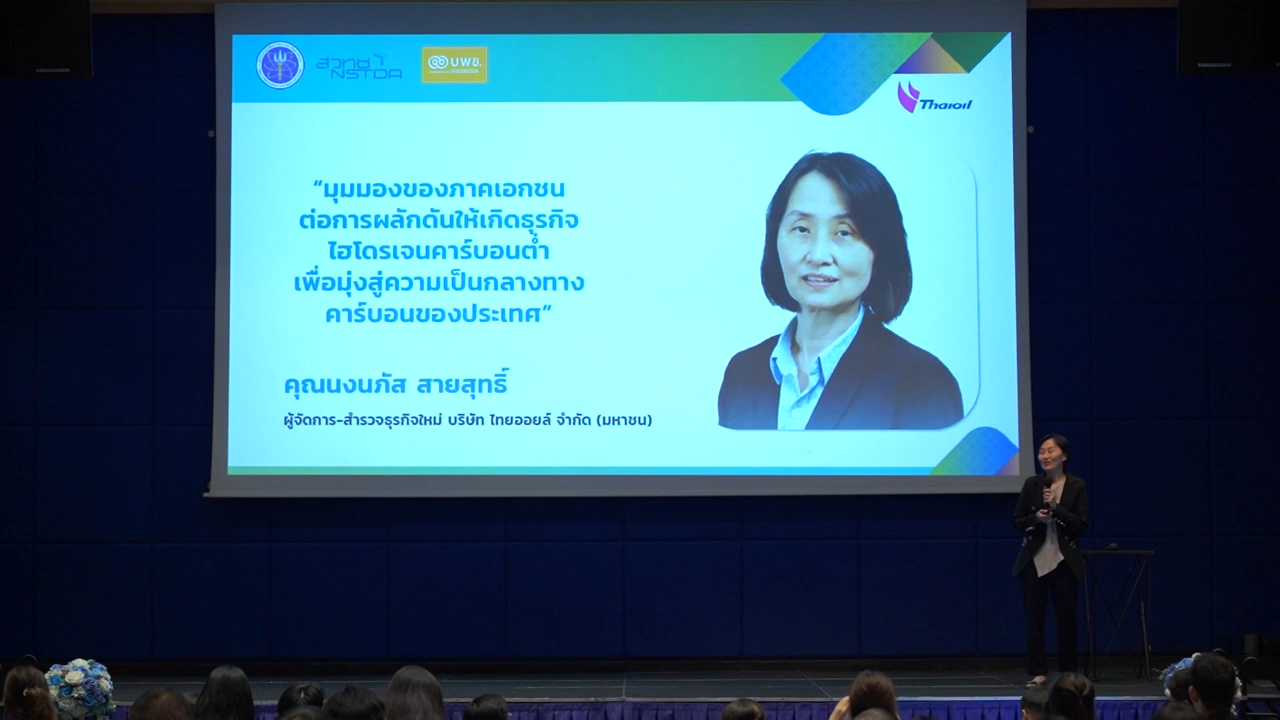 สวทช
NSTDA
บพข.
Thaioil
“มุมมองของภาคเอกชน
ต่อการผลักดันให้เกิดธุรกิจ
ไฮโดรเจนคาร์บอนต่ำ
เพื่อมุ่งสู่ความเป็นกลางทาง
คาร์บอนของประเทศ”
คุณนงนภัส สายสุทธิ์
ผู้จัดการ-สำรวจธุรกิจใหม่ บริษัท ไทยออยล์ จำกัด (มหาชน)